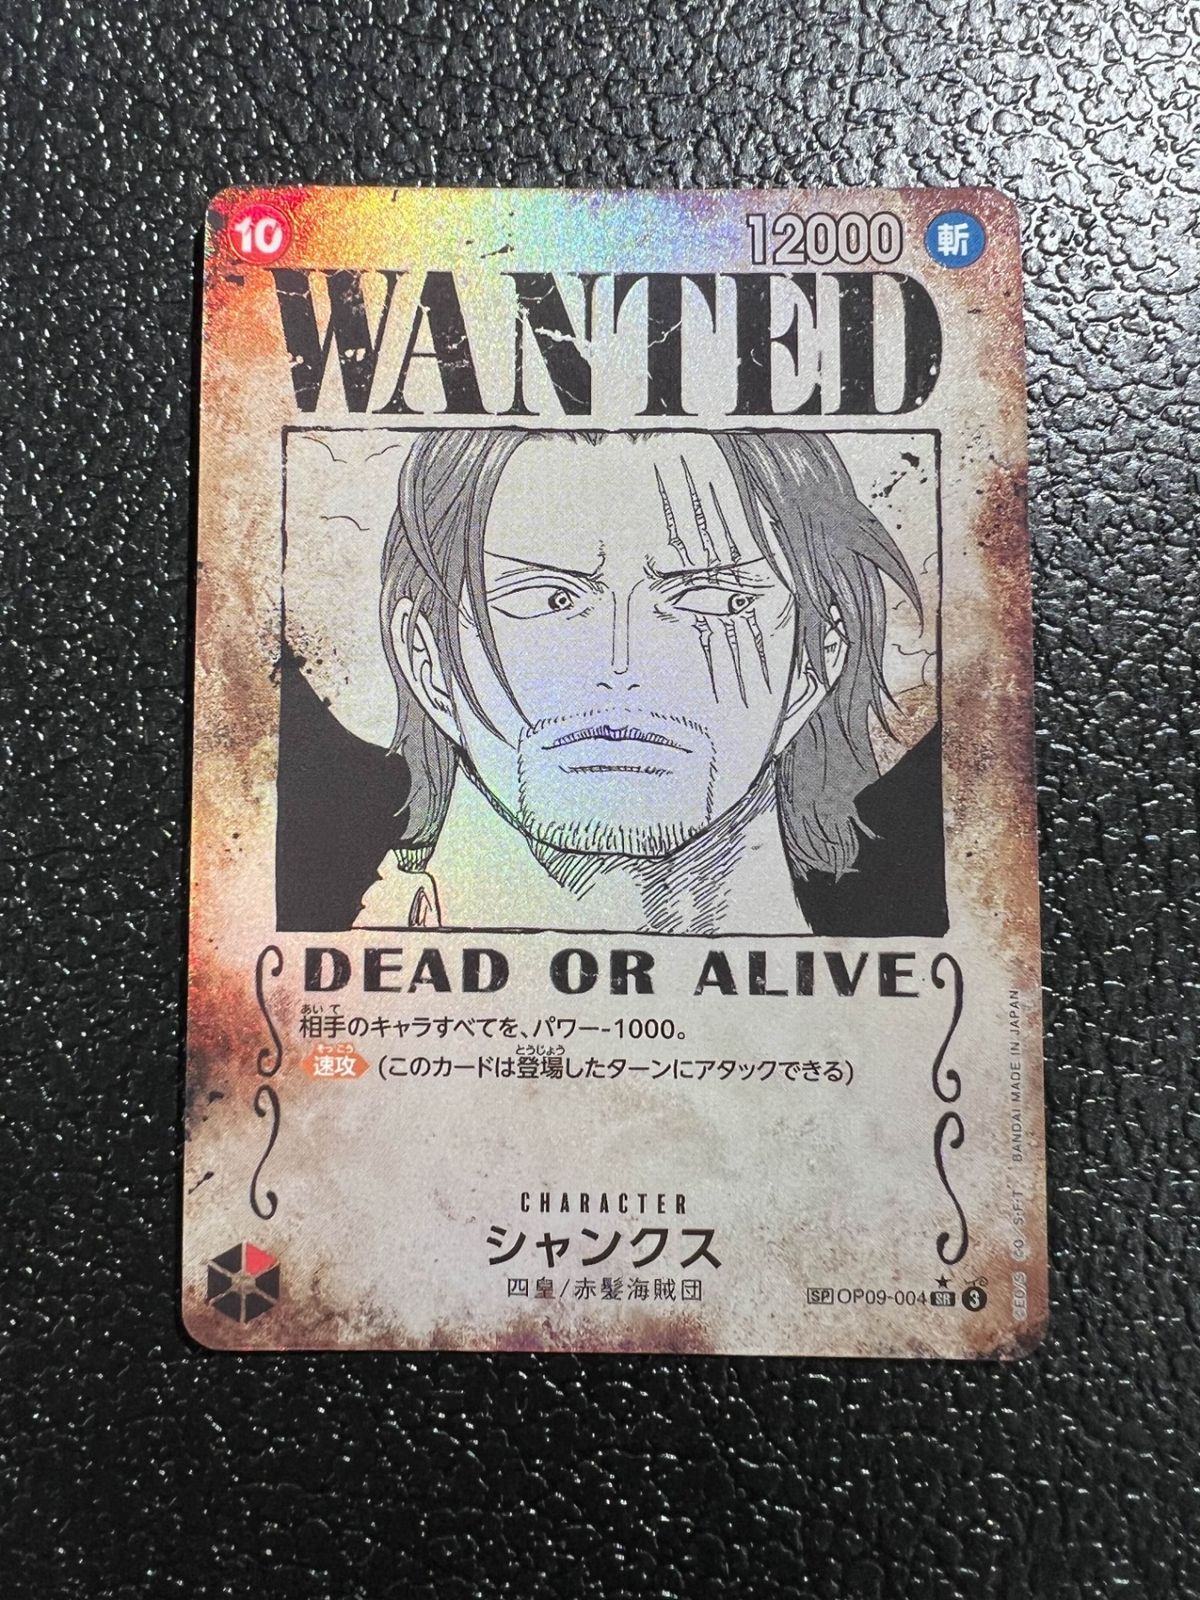 10
12000 斬
WANTED
DEAD OR ALIVE
相手のキャラすべてを、パワー-1000。
速攻 (このカードは登場したターンにアタックできる)
CHARACTER
シャンクス
四皇/赤髪海賊団
SP OP09-004 SR 3
©E.O./S. CO. S･F･T BANDAI MADE IN JAPAN
あいて
そっこう
とうじょう